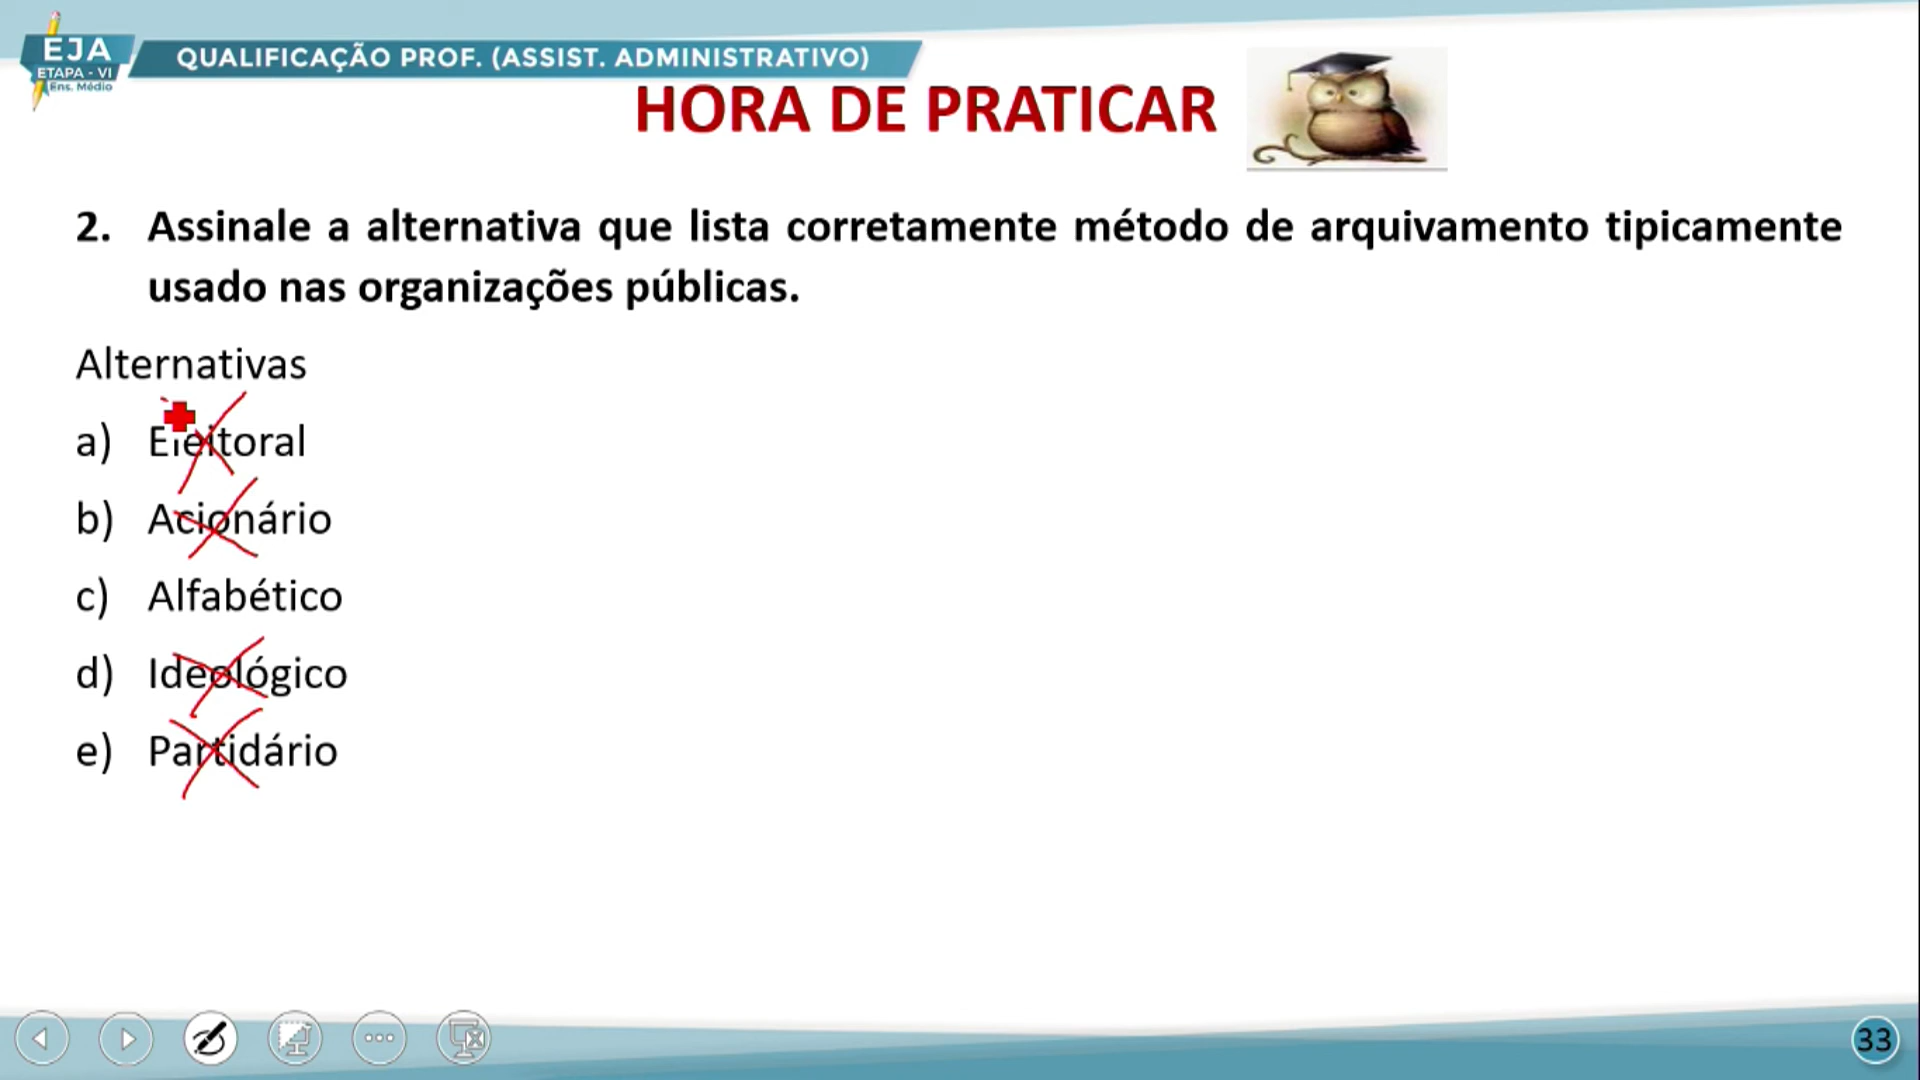 EJA
ETAPA - VI
Ens. Médio
QUALIFICAÇÃO PROF. (ASSIST. ADMINISTRATIVO)
HORA DE PRATICAR
2. Assinale a alternativa que lista corretamente método de arquivamento tipicamente
usado nas organizações públicas.
Alternativas
a) Eleitoral
b) Acionário
c) Alfabético
d) Ideológico
e) Partidário
33